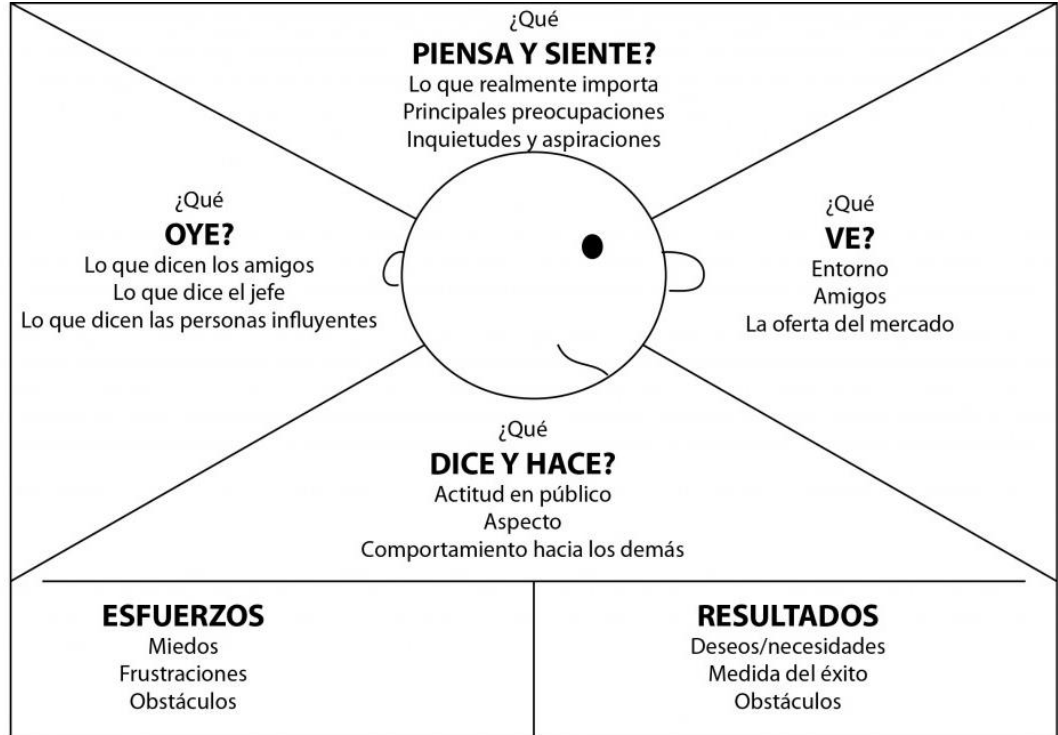 ¿Qué
PIENSA Y SIENTE?
Lo que realmente importa
Principales preocupaciones
Inquietudes y aspiraciones
¿Qué
OYE?
Lo que dicen los amigos
Lo que dice el jefe
Lo que dicen las personas influyentes
¿Qué
VE?
Entorno
Amigos
La oferta del mercado
¿Qué
DICE Y HACE?
Actitud en público
Aspecto
Comportamiento hacia los demás
ESFUERZOS
Miedos
Frustraciones
Obstáculos
RESULTADOS
Deseos/necesidades
Medida del éxito
Obstáculos